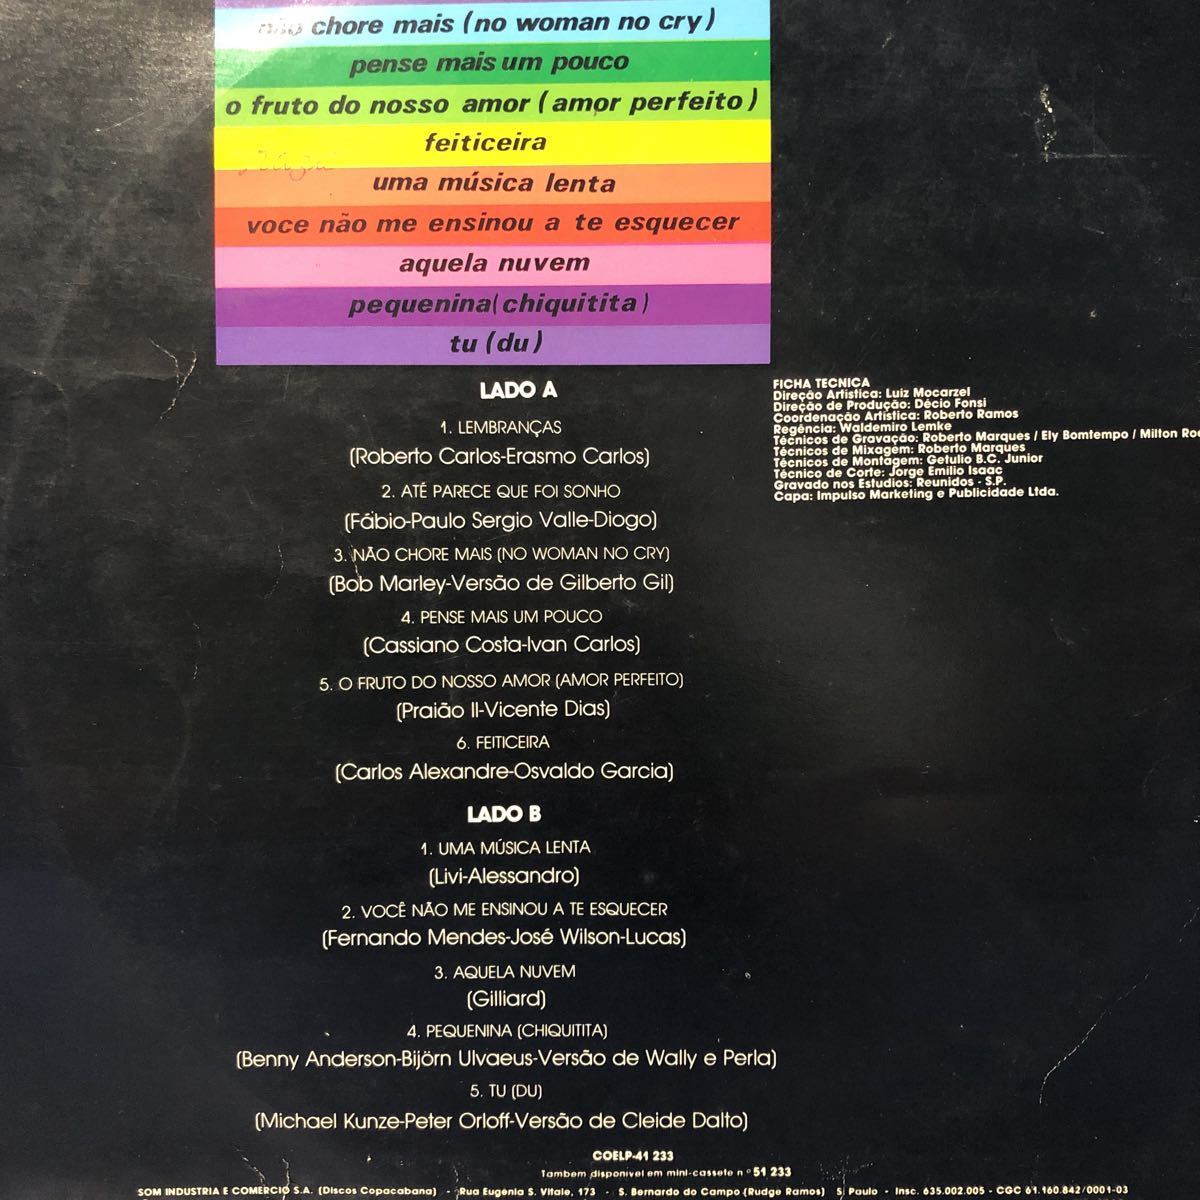 chore mais (no woman no cry)
pense mais um pouco
o fruto do nosso amor (amor perfeito)
feiticeira
uma música lenta
voce não me ensinou a te esquecer
aquela nuvem
pequenina (chiquitita)
tu (du)
LADO A
1. LEMBRANÇAS
(Roberto Carlos-Erasmo Carlos)
2. ATÉ PARECE QUE FOI SONHO
(Fábio-Paulo Sergio Valle-Diogo)
3. NÃO CHORE MAIS (NO WOMAN NO CRY)
(Bob Marley-Versão de Gilberto Gil)
4. PENSE MAIS UM POUCO
(Cassiano Costa-Ivan Carlos)
5. O FRUTO DO NOSSO AMOR (AMOR PERFEITO)
(Praião II-Vicente Dias)
6. FEITICEIRA
(Carlos Alexandre-Osvaldo Garcia)
LADO B
1. UMA MÚSICA LENTA
(Livi-Alessandro)
2. VOCÊ NÃO ME ENSINOU A TE ESQUECER
(Fernando Mendes-José Wilson-Lucas)
3. AQUELA NUVEM
(Gilliard)
4. PEQUENINA (CHIQUITITA)
(Benny Anderson-Bijörn Ulvaeus-Versão de Wally e Perla)
5. TU (DU)
(Michael Kunze-Peter Orloff-Versão de Cleide Dalto)
FICHA TECNICA
Direção Artistica: Luiz Mocarzel
Direção de Produção: Décio Fonsi
Coordenação Artistica: Roberto Ramos
Regência: Waldemiro Lemke
Técnicos de Gravação: Roberto Marques / Ely Bomtempo / Milton
Técnicos de Mixagem: Roberto Marques
Técnicos de Montagem: Getulio B.C. Junior
Técnico de Corte: Jorge Emilio Isaac
Gravado nos Estudios: Reunidos - S.P.
Capa: Impulso Marketing e Publicidade Ltda.
COELP-41 233
Tambem disponivel em mini-cassete nº 51 233
SOM INDUSTRIA E COMERCIO S.A. (Discos Copacabana) - Rua Eugenia S. Vitale, 173 - S. Bernardo do Campo (Rudge Ramos) S Paulo - Insc. 635.002.005 - CGC 61.160.842/0001-03